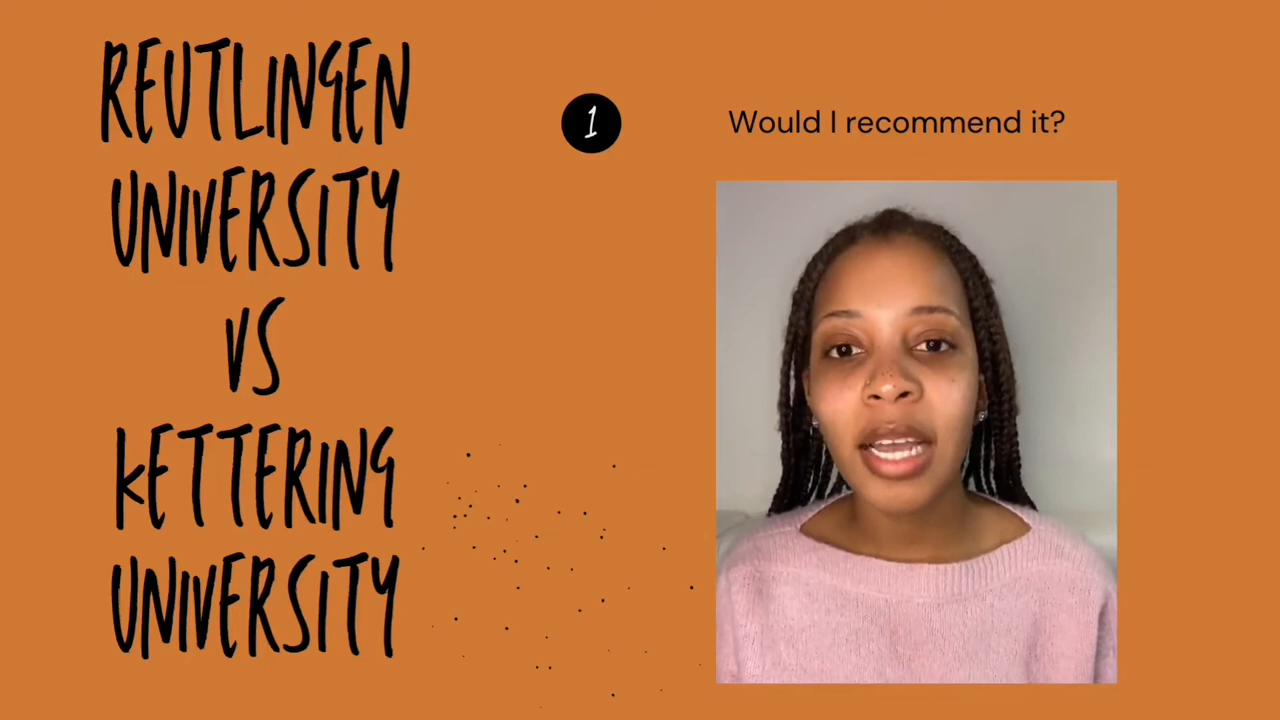 REUTLINGEN
UNIVERSITY
VS
KETTERING
UNIVERSITY
1
Would I recommend it?